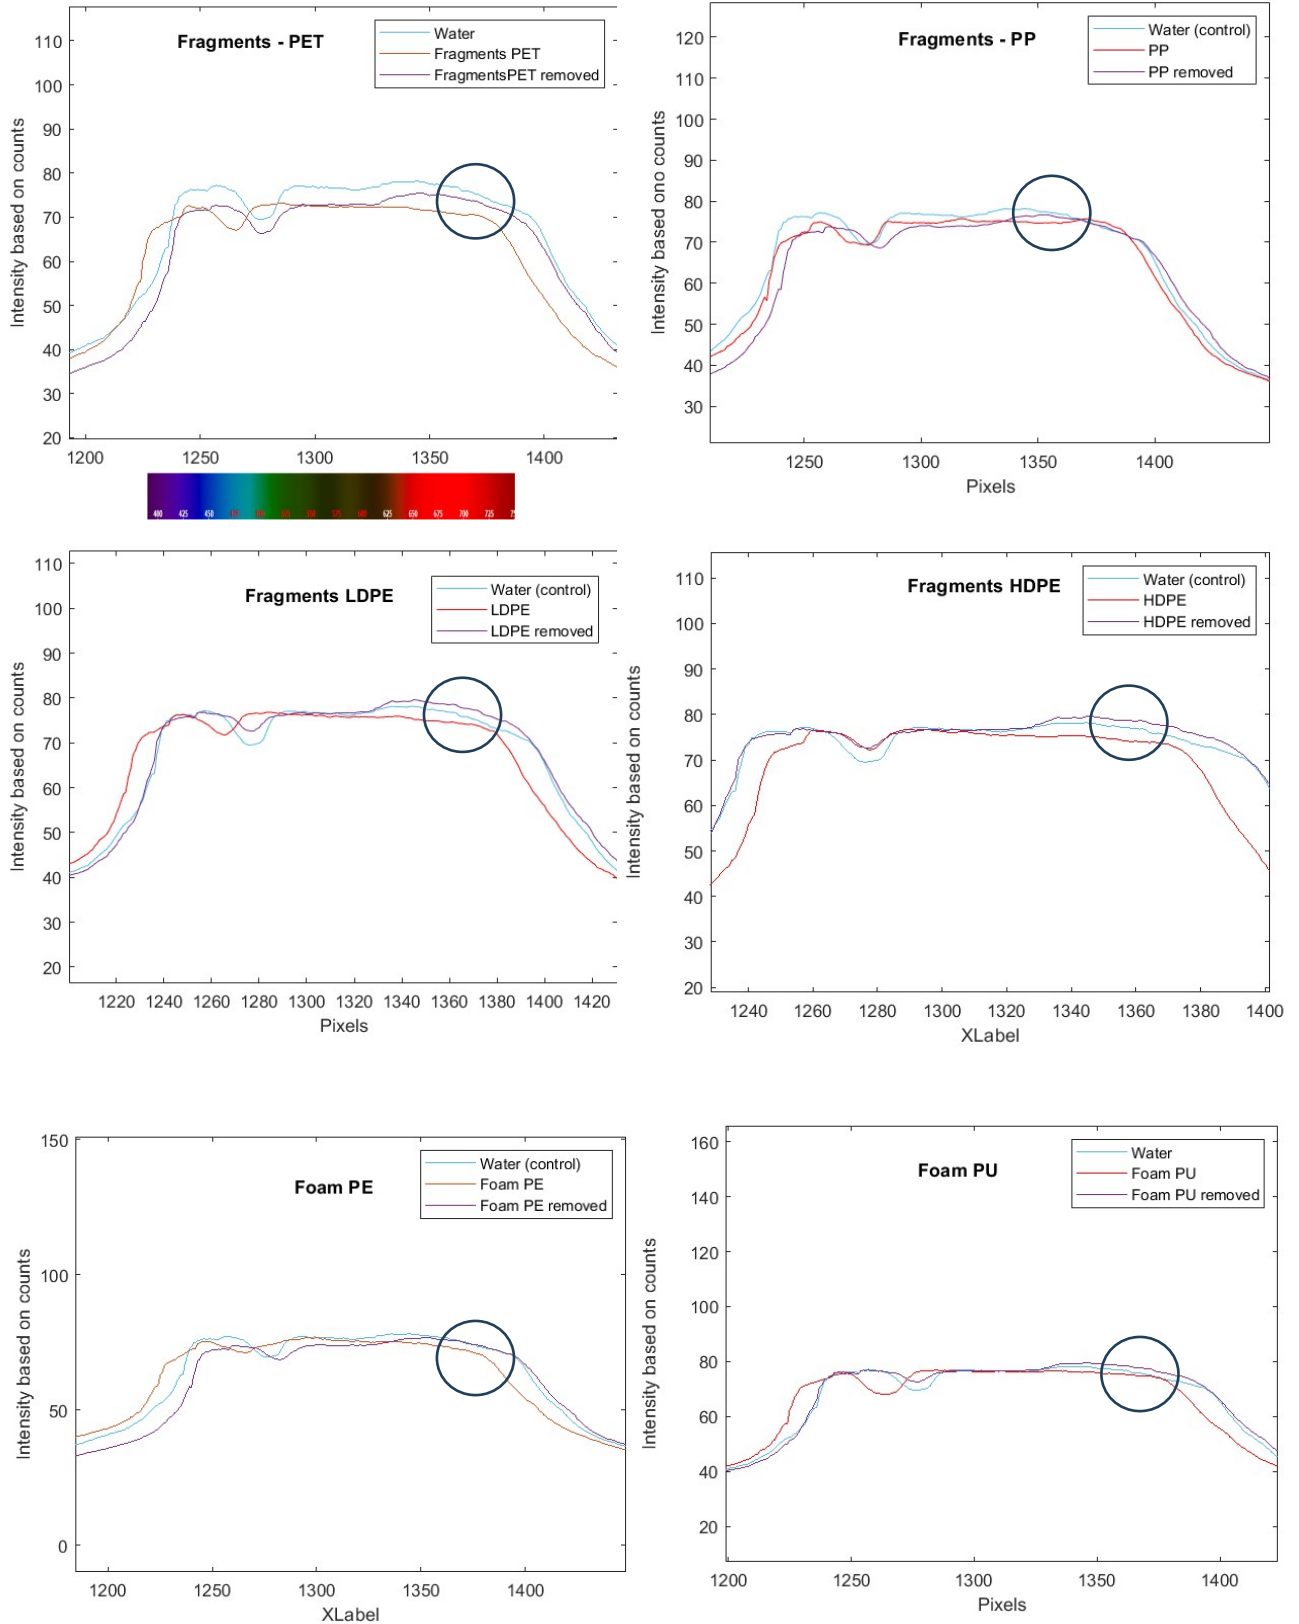 Fragments - PET
Water
Fragments PET
FragmentsPET removed
Intensity based on counts
110
100
90
80
70
60
50
40
30
20
1200
1250
1300
1350
1400
400
425
450
625
650
675
700
725
Fragments - PP
Water (control)
PP
PP removed
Intensity based ono counts
120
110
100
90
80
70
60
50
40
30
1250
1300
1350
1400
Pixels
Fragments LDPE
Water (control)
LDPE
LDPE removed
Intensity based on counts
110
100
90
80
70
60
50
40
30
20
1220
1240
1260
1280
1300
1320
1340
1360
1380
1400
1420
Pixels
Fragments HDPE
Water (control)
HDPE
HDPE removed
Intensity based on counts
110
100
90
80
70
60
50
40
30
20
1240
1260
1280
1300
1320
1340
1360
1380
1400
XLabel
Foam PE
Water (control)
Foam PE
Foam PE removed
Intensity based on counts
150
100
50
0
1200
1250
1300
1350
1400
XLabel
Foam PU
Water
Foam PU
Foam PU removed
Intensity based on counts
160
140
120
100
80
60
40
20
1200
1250
1300
1350
1400
Pixels